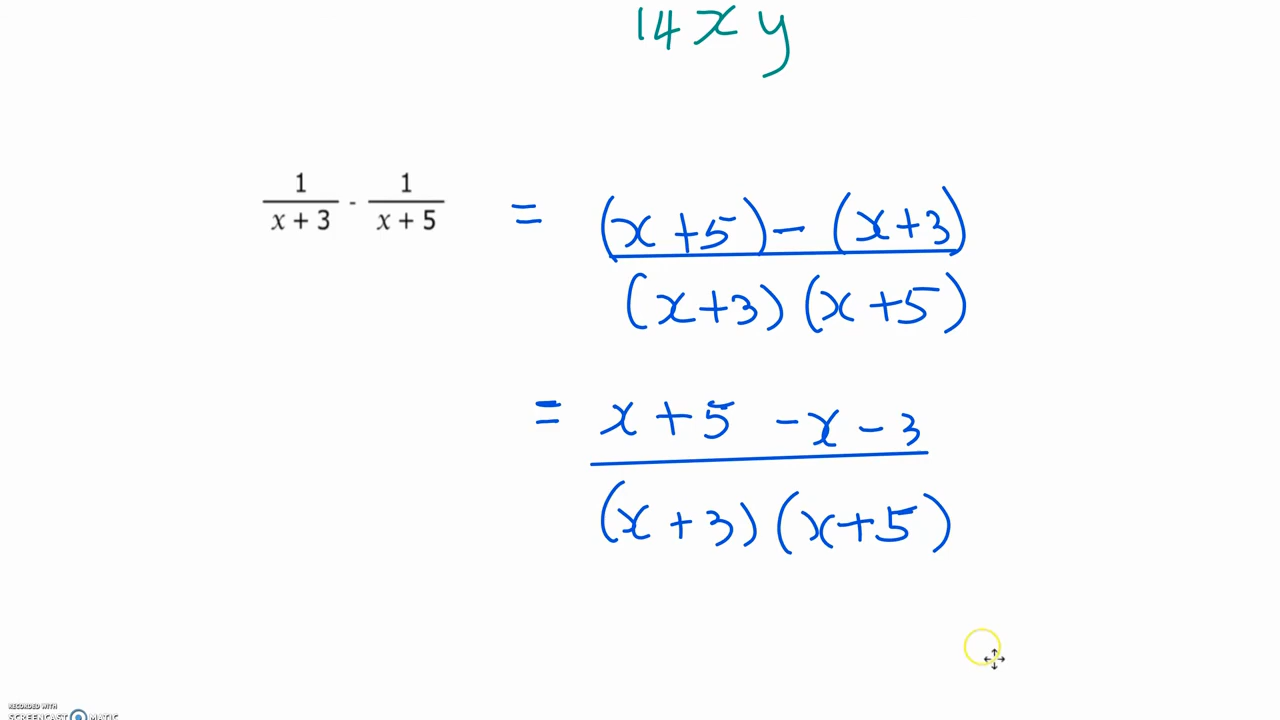 14xy
1/(x + 3) - 1/(x + 5) = ((x+5) - (x+3))/((x+3)(x+5))
= (x+5 -x-3)/((x+3)(x+5))
RECORDED WITH
SCREENCAST MATIC